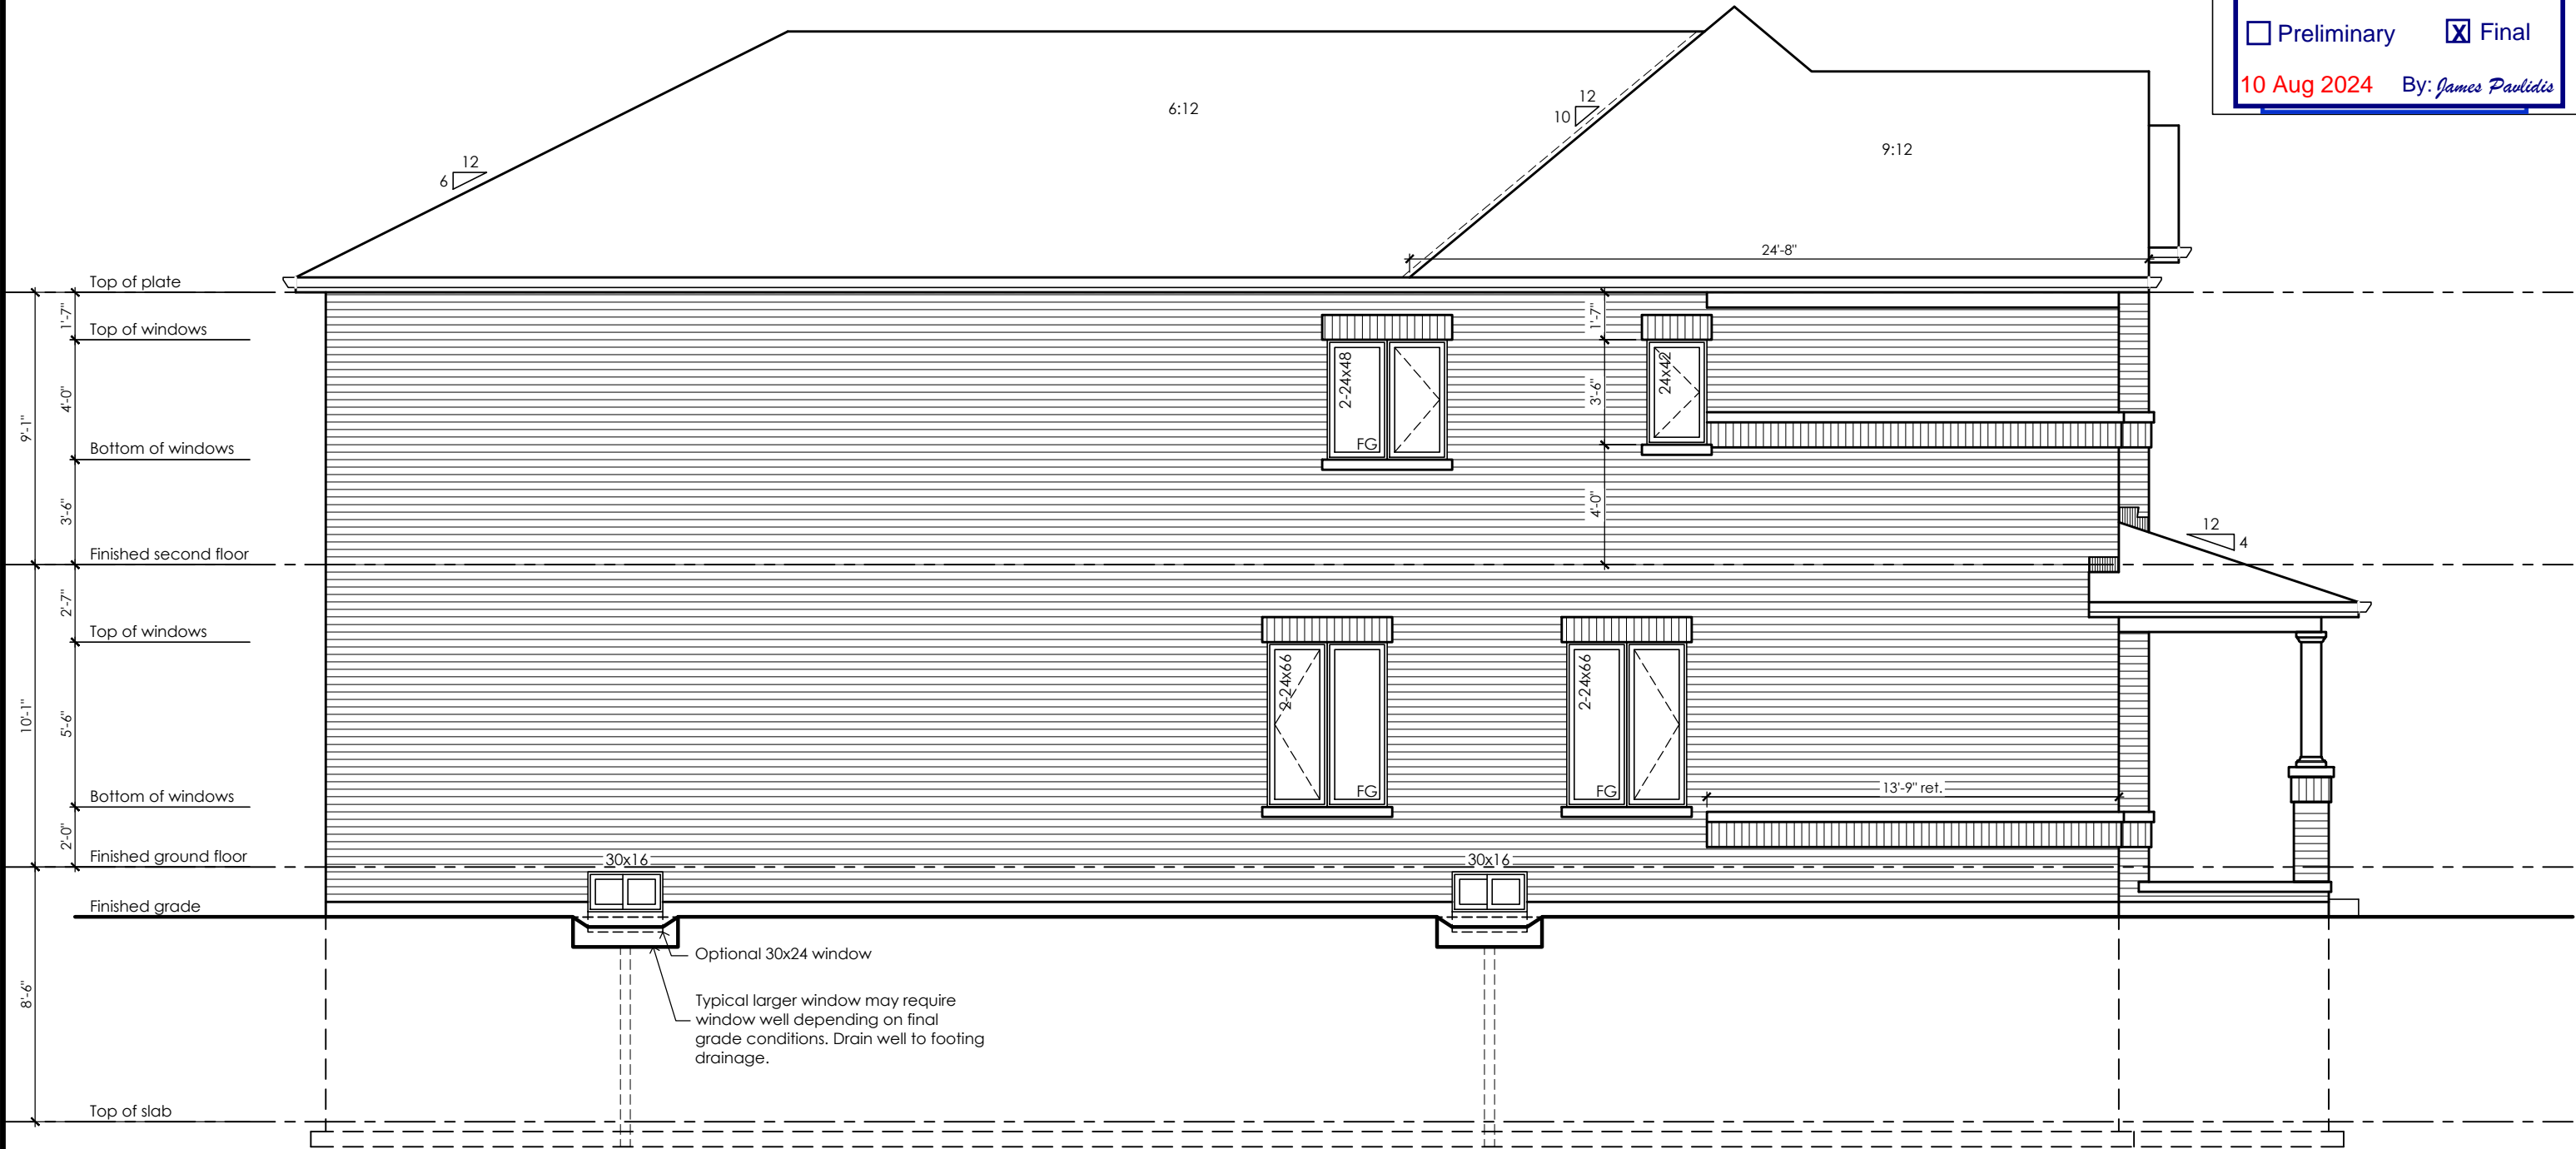 Preliminary
X Final
10 Aug 2024 By: James Pavlidis
6:12
12
10
9:12
12
6
24'-8"
Top of plate
1'-7"
Top of windows
4'-0"
9'-1"
Bottom of windows
3'-6"
Finished second floor
2'-7"
Top of windows
10'-1"
5'-6"
Bottom of windows
2'-0"
Finished ground floor
Finished grade
8'-6"
Top of slab
2-24x48
FG
1'-7"
24x42
3'-6"
4'-0"
12
4
2-24x66
FG
2-24x66
FG
13'-9" ret.
30x16
30x16
Optional 30x24 window
Typical larger window may require
window well depending on final
grade conditions. Drain well to footing
drainage.